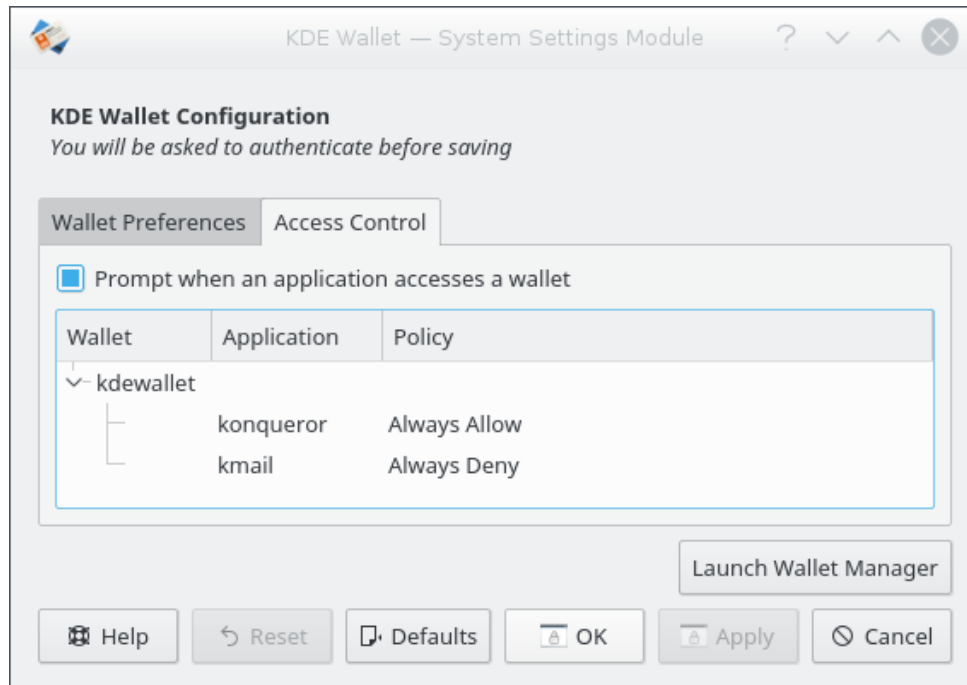 KDE Wallet — System Settings Module
KDE Wallet Configuration
You will be asked to authenticate before saving
Wallet Preferences Access Control
Prompt when an application accesses a wallet
Wallet Application Policy
kdewallet
konqueror Always Allow
kmail Always Deny
Launch Wallet Manager
Help Reset Defaults OK Apply Cancel